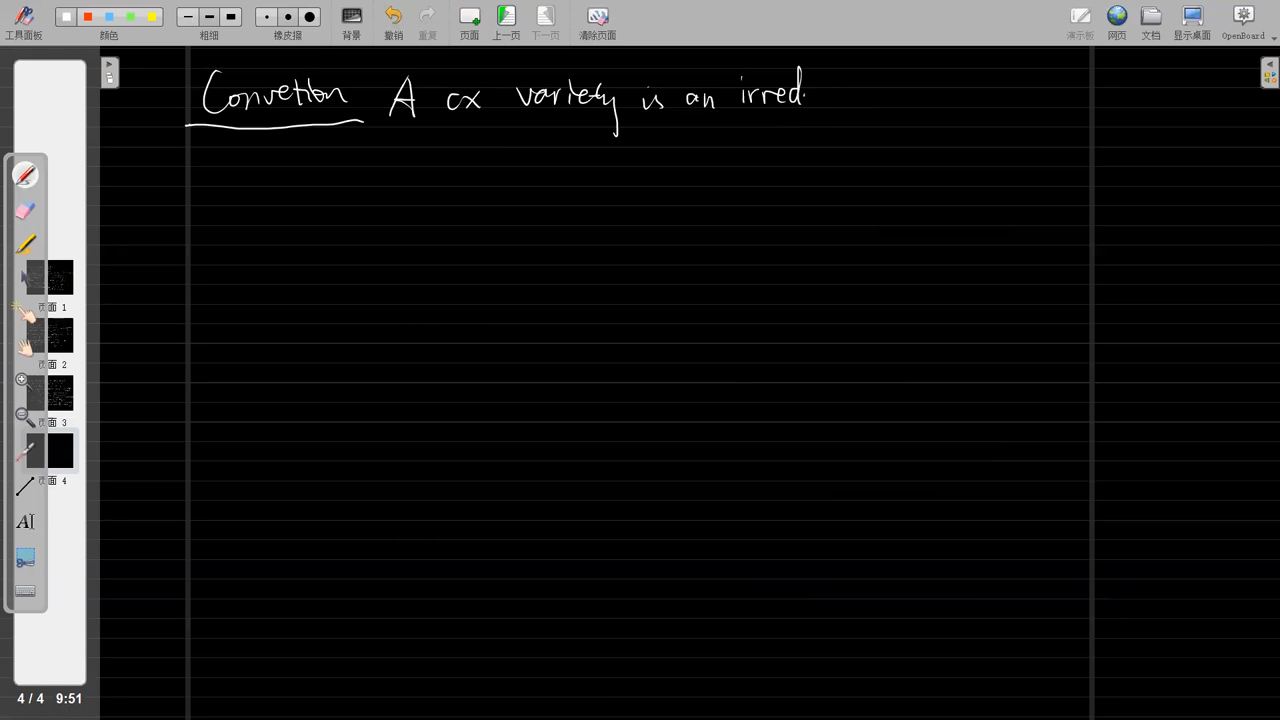 工具面板 颜色 粗细 橡皮擦 背景 撤销 重复 页面 上一页 下一页 清除页面 演示板 网页 文档 显示桌面 OpenBoard
Convetion A cx variety is an irred.
页面 1
页面 2
页面 3
页面 4
4 / 4 9:51